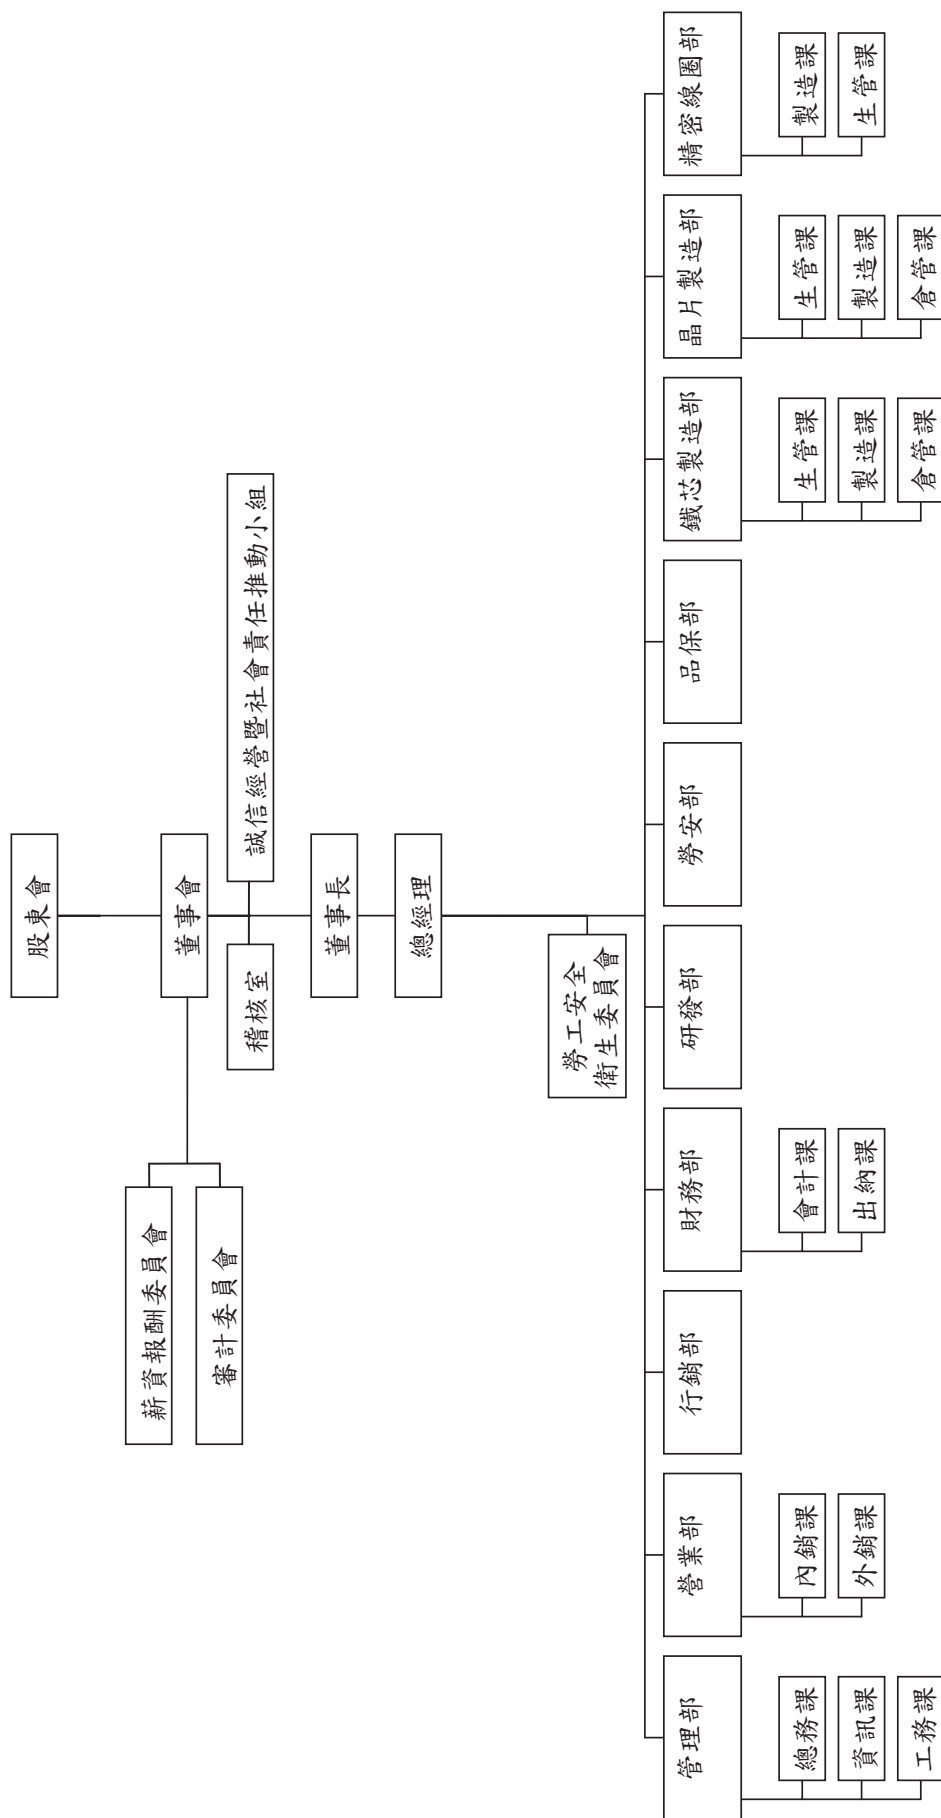 股東會
薪資報酬委員會
審計委員會
董事會
稽核室
誠信經營暨社會責任推動小組
董事長
總經理
勞工安全
衛生委員會
管理部
總務課
資訊課
工務課
營業部
內銷課
外銷課
行銷部
財務部
會計課
出納課
研發部
勞安部
品保部
鐵芯製造部
生管課
製造課
倉管課
晶片製造部
生管課
製造課
倉管課
精密線圈部
製造課
生管課